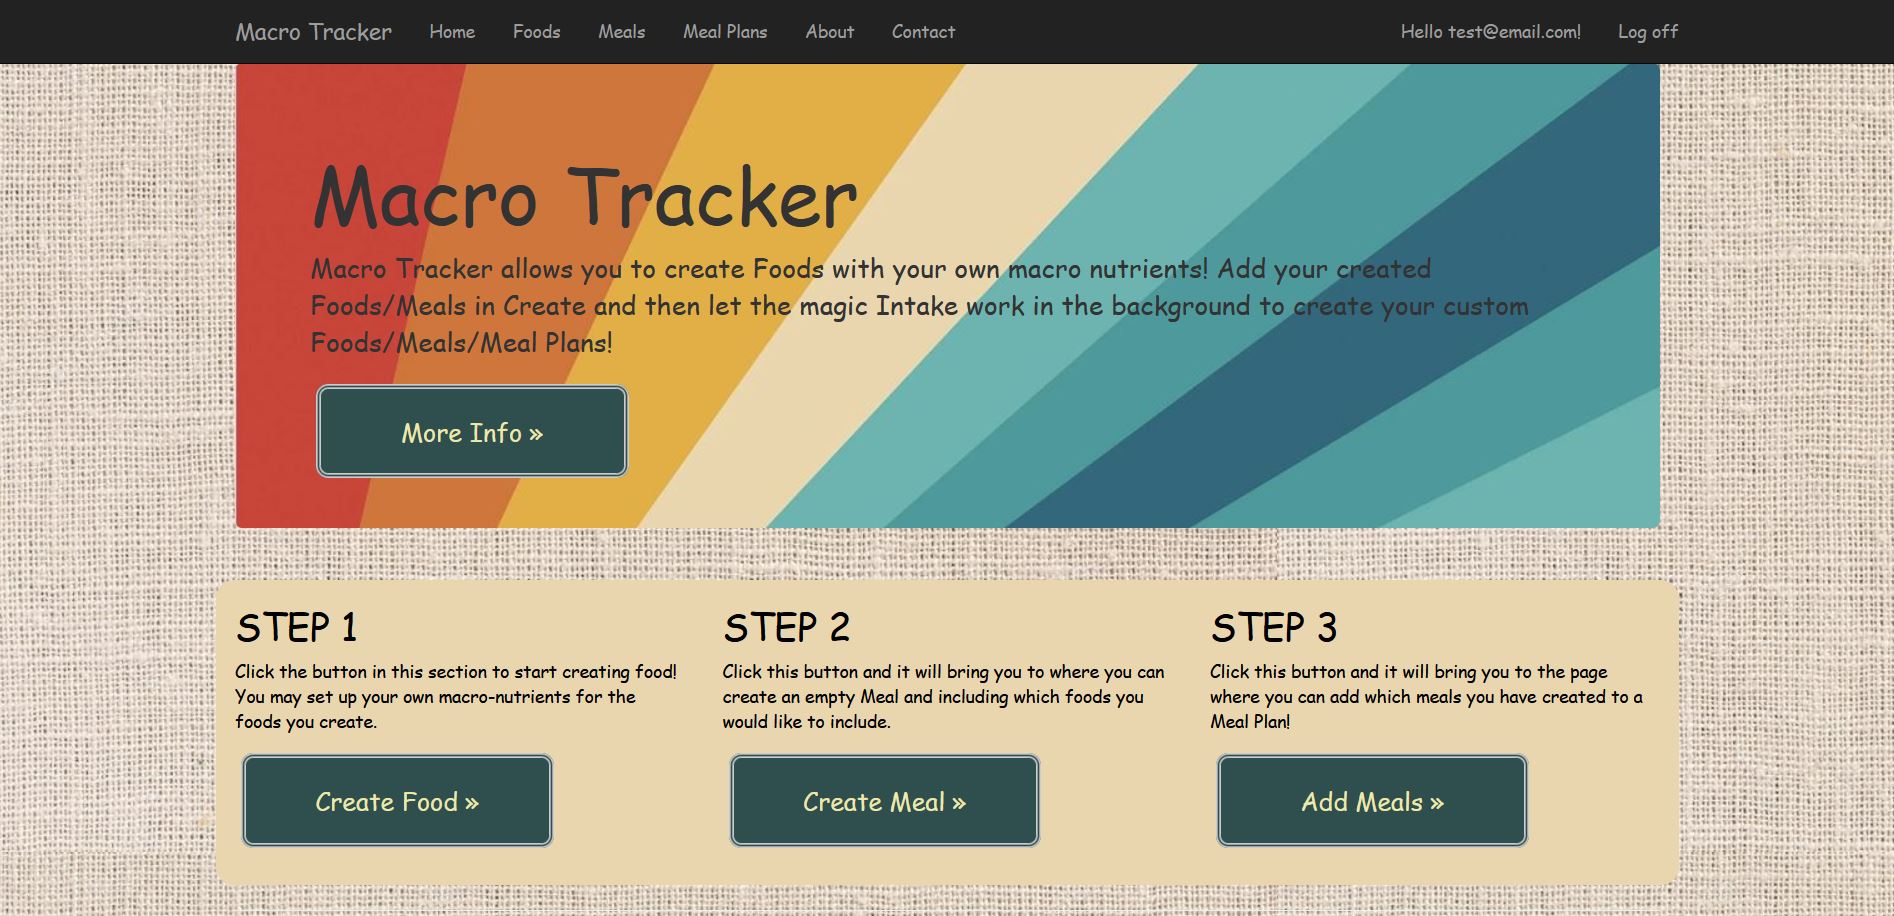 Macro Tracker Home Foods Meals Meal Plans About Contact Hello test@email.com! Log off
Macro Tracker
Macro Tracker allows you to create Foods with your own macro nutrients! Add your created
Foods/Meals in Create and then let the magic Intake work in the background to create your custom
Foods/Meals/Meal Plans!
More Info »
STEP 1
Click the button in this section to start creating food!
You may set up your own macro-nutrients for the
foods you create.
Create Food »
STEP 2
Click this button and it will bring you to where you can
create an empty Meal and including which foods you
would like to include.
Create Meal »
STEP 3
Click this button and it will bring you to the page
where you can add which meals you have created to a
Meal Plan!
Add Meals »